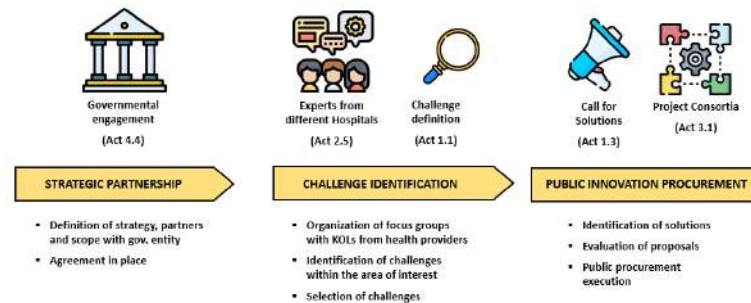 Governmental
engagement
(Act 4.4)
Experts from
different Hospitals
(Act 2.5)
Challenge
definition
(Act 1.1)
Call for
Solutions
(Act 1.3)
Project Consortia
(Act 3.1)
STRATEGIC PARTNERSHIP
CHALLENGE IDENTIFICATION
PUBLIC INNOVATION PROCUREMENT
▪ Definition of strategy, partners
and scope with gov. entity
▪ Agreement in place
▪ Organization of focus groups
with KOLs from health providers
▪ Identification of challenges
within the area of interest
▪ Selection of challenges
▪ Identification of solutions
▪ Evaluation of proposals
▪ Public procurement
execution